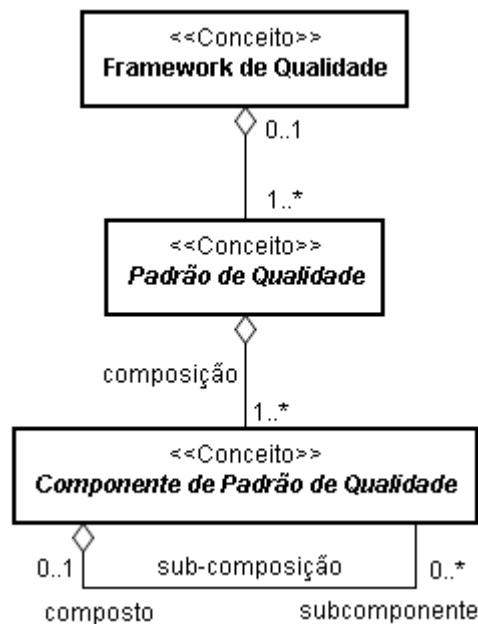 <<Conceito>>
Framework de Qualidade
0..1
1..*
<<Conceito>>
Padrão de Qualidade
composição
1..*
<<Conceito>>
Componente de Padrão de Qualidade
0..1 sub-composição 0..*
composto subcomponente